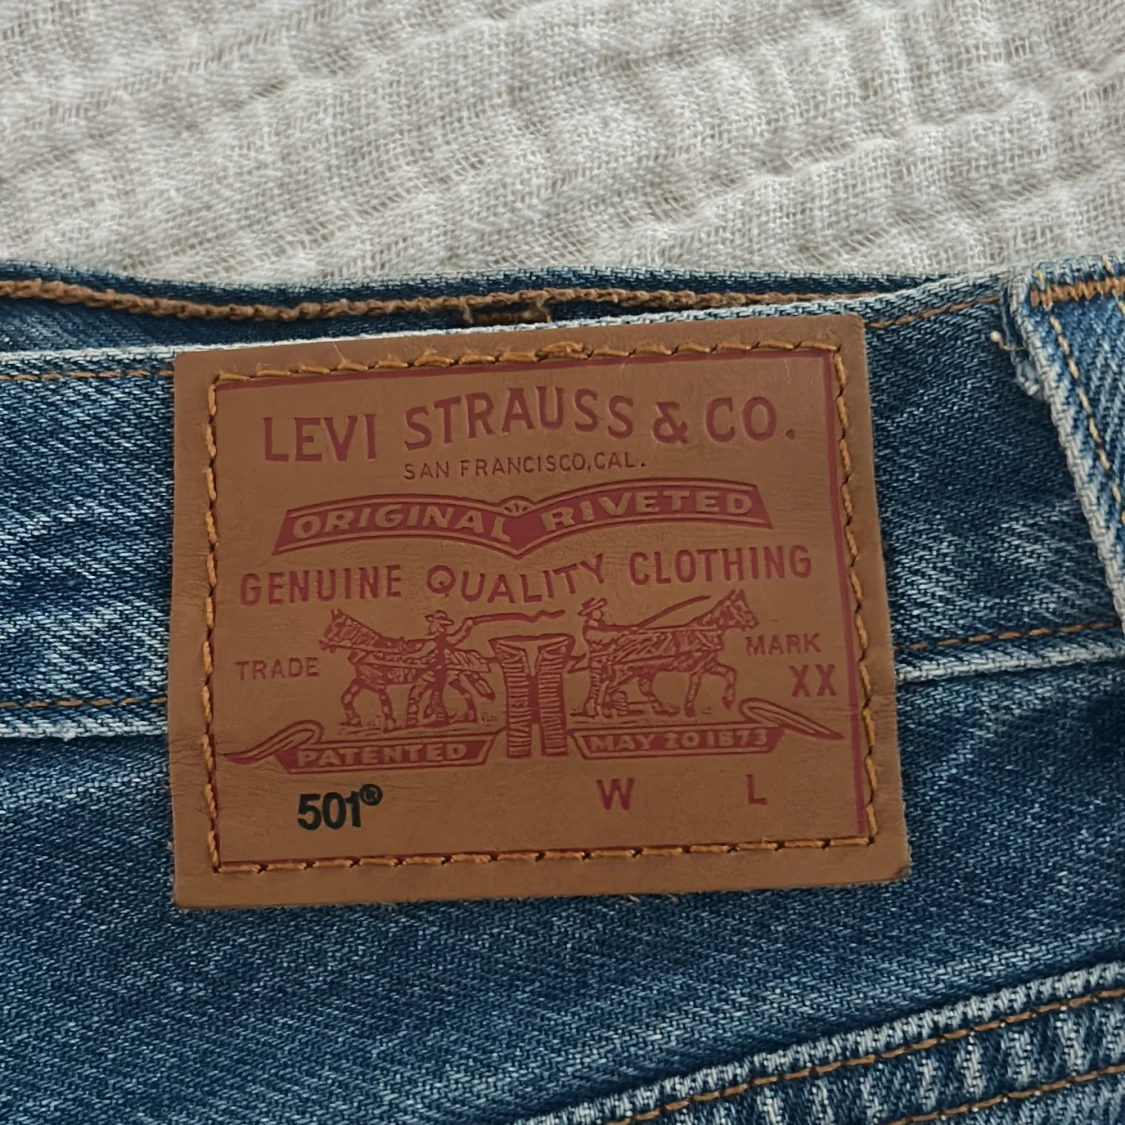 LEVI STRAUSS & CO.
SAN FRANCISCO, CAL.
ORIGINAL RIVETED
GENUINE QUALITY CLOTHING
TRADE MARK
XX
PATENTED MAY 20 1873
501® W L